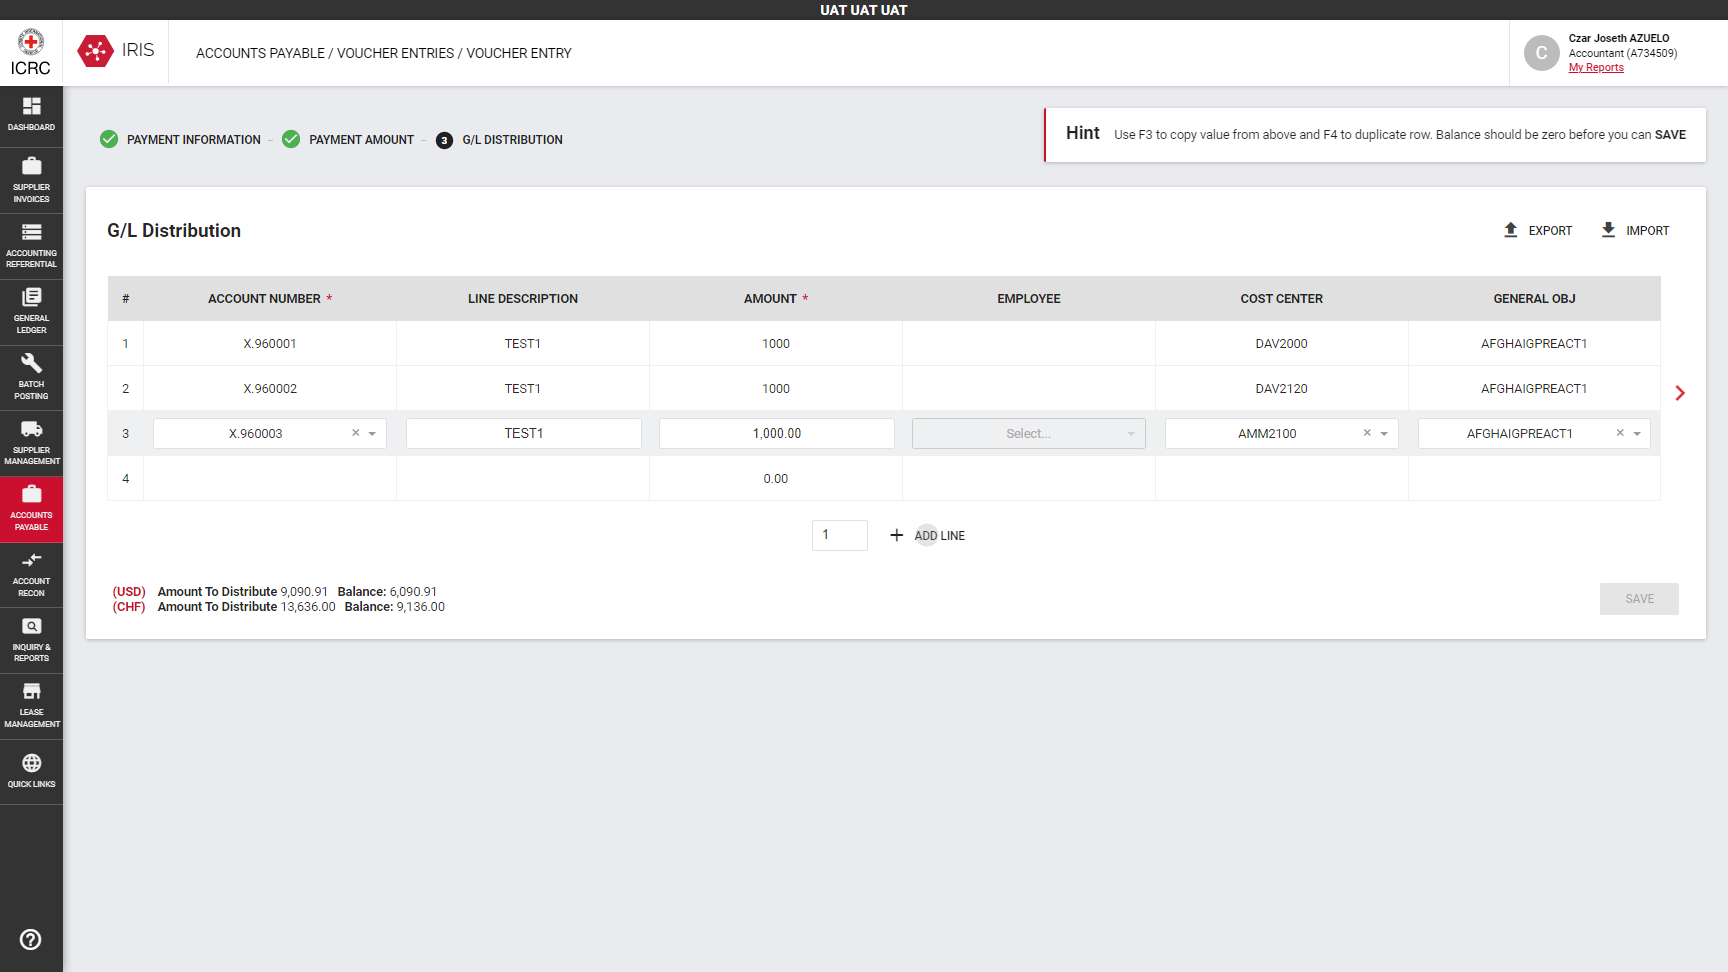 UAT UAT UAT
ICRC
IRIS
ACCOUNTS PAYABLE / VOUCHER ENTRIES / VOUCHER ENTRY
C
Czar Joseth AZUELO
Accountant (A734509)
My Reports
DASHBOARD
SUPPLIER
INVOICES
ACCOUNTING
REFERENTIAL
GENERAL
LEDGER
BATCH
POSTING
SUPPLIER
MANAGEMENT
ACCOUNTS
PAYABLE
ACCOUNT
RECON
INQUIRY &
REPORTS
LEASE
MANAGEMENT
QUICK LINKS
PAYMENT INFORMATION – PAYMENT AMOUNT – 3 G/L DISTRIBUTION
Hint Use F3 to copy value from above and F4 to duplicate row. Balance should be zero before you can SAVE
G/L Distribution
EXPORT IMPORT
# ACCOUNT NUMBER * LINE DESCRIPTION AMOUNT * EMPLOYEE COST CENTER GENERAL OBJ
1 X.960001 TEST1 1000 DAV2000 AFGHAIGPREACT1
2 X.960002 TEST1 1000 DAV2120 AFGHAIGPREACT1
3 X.960003 × TEST1 1,000.00 Select... AMM2100 × AFGHAIGPREACT1 ×
4 0.00
1 + ADD LINE
(USD) Amount To Distribute 9,090.91 Balance: 6,090.91
(CHF) Amount To Distribute 13,636.00 Balance: 9,136.00
SAVE